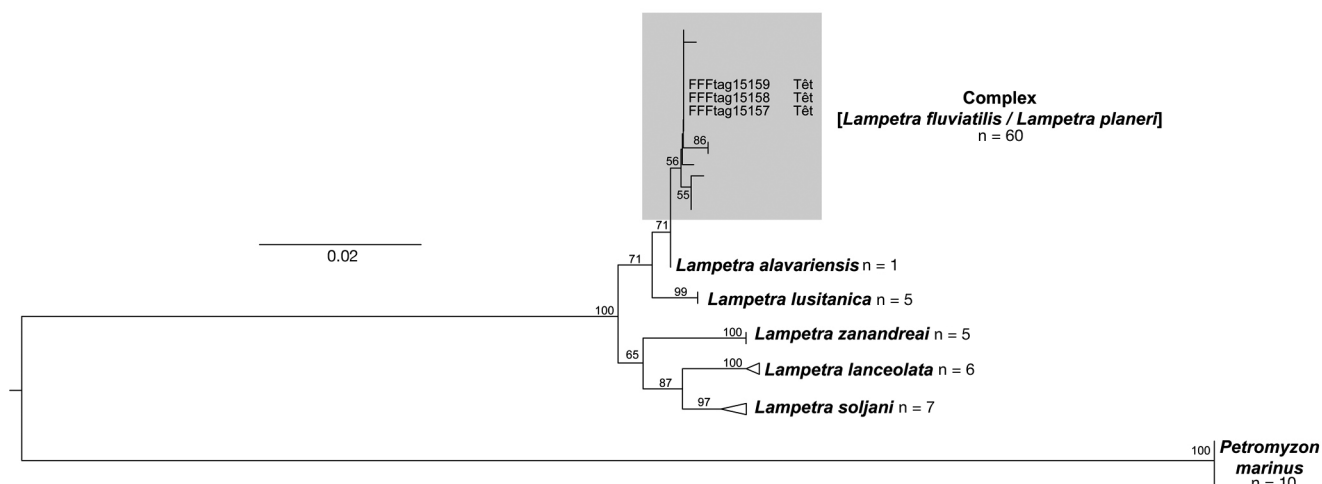 FFFtag15159 Têt
FFFtag15158 Têt
FFFtag15157 Têt
Complex
[Lampetra fluviatilis / Lampetra planeri]
n = 60
86
56
55
71
0.02
71
Lampetra alavariensis n = 1
99
Lampetra lusitanica n = 5
100
100
Lampetra zanandreai n = 5
65
100
Lampetra lanceolata n = 6
87
97
Lampetra soljani n = 7
100
Petromyzon
marinus
n = 10